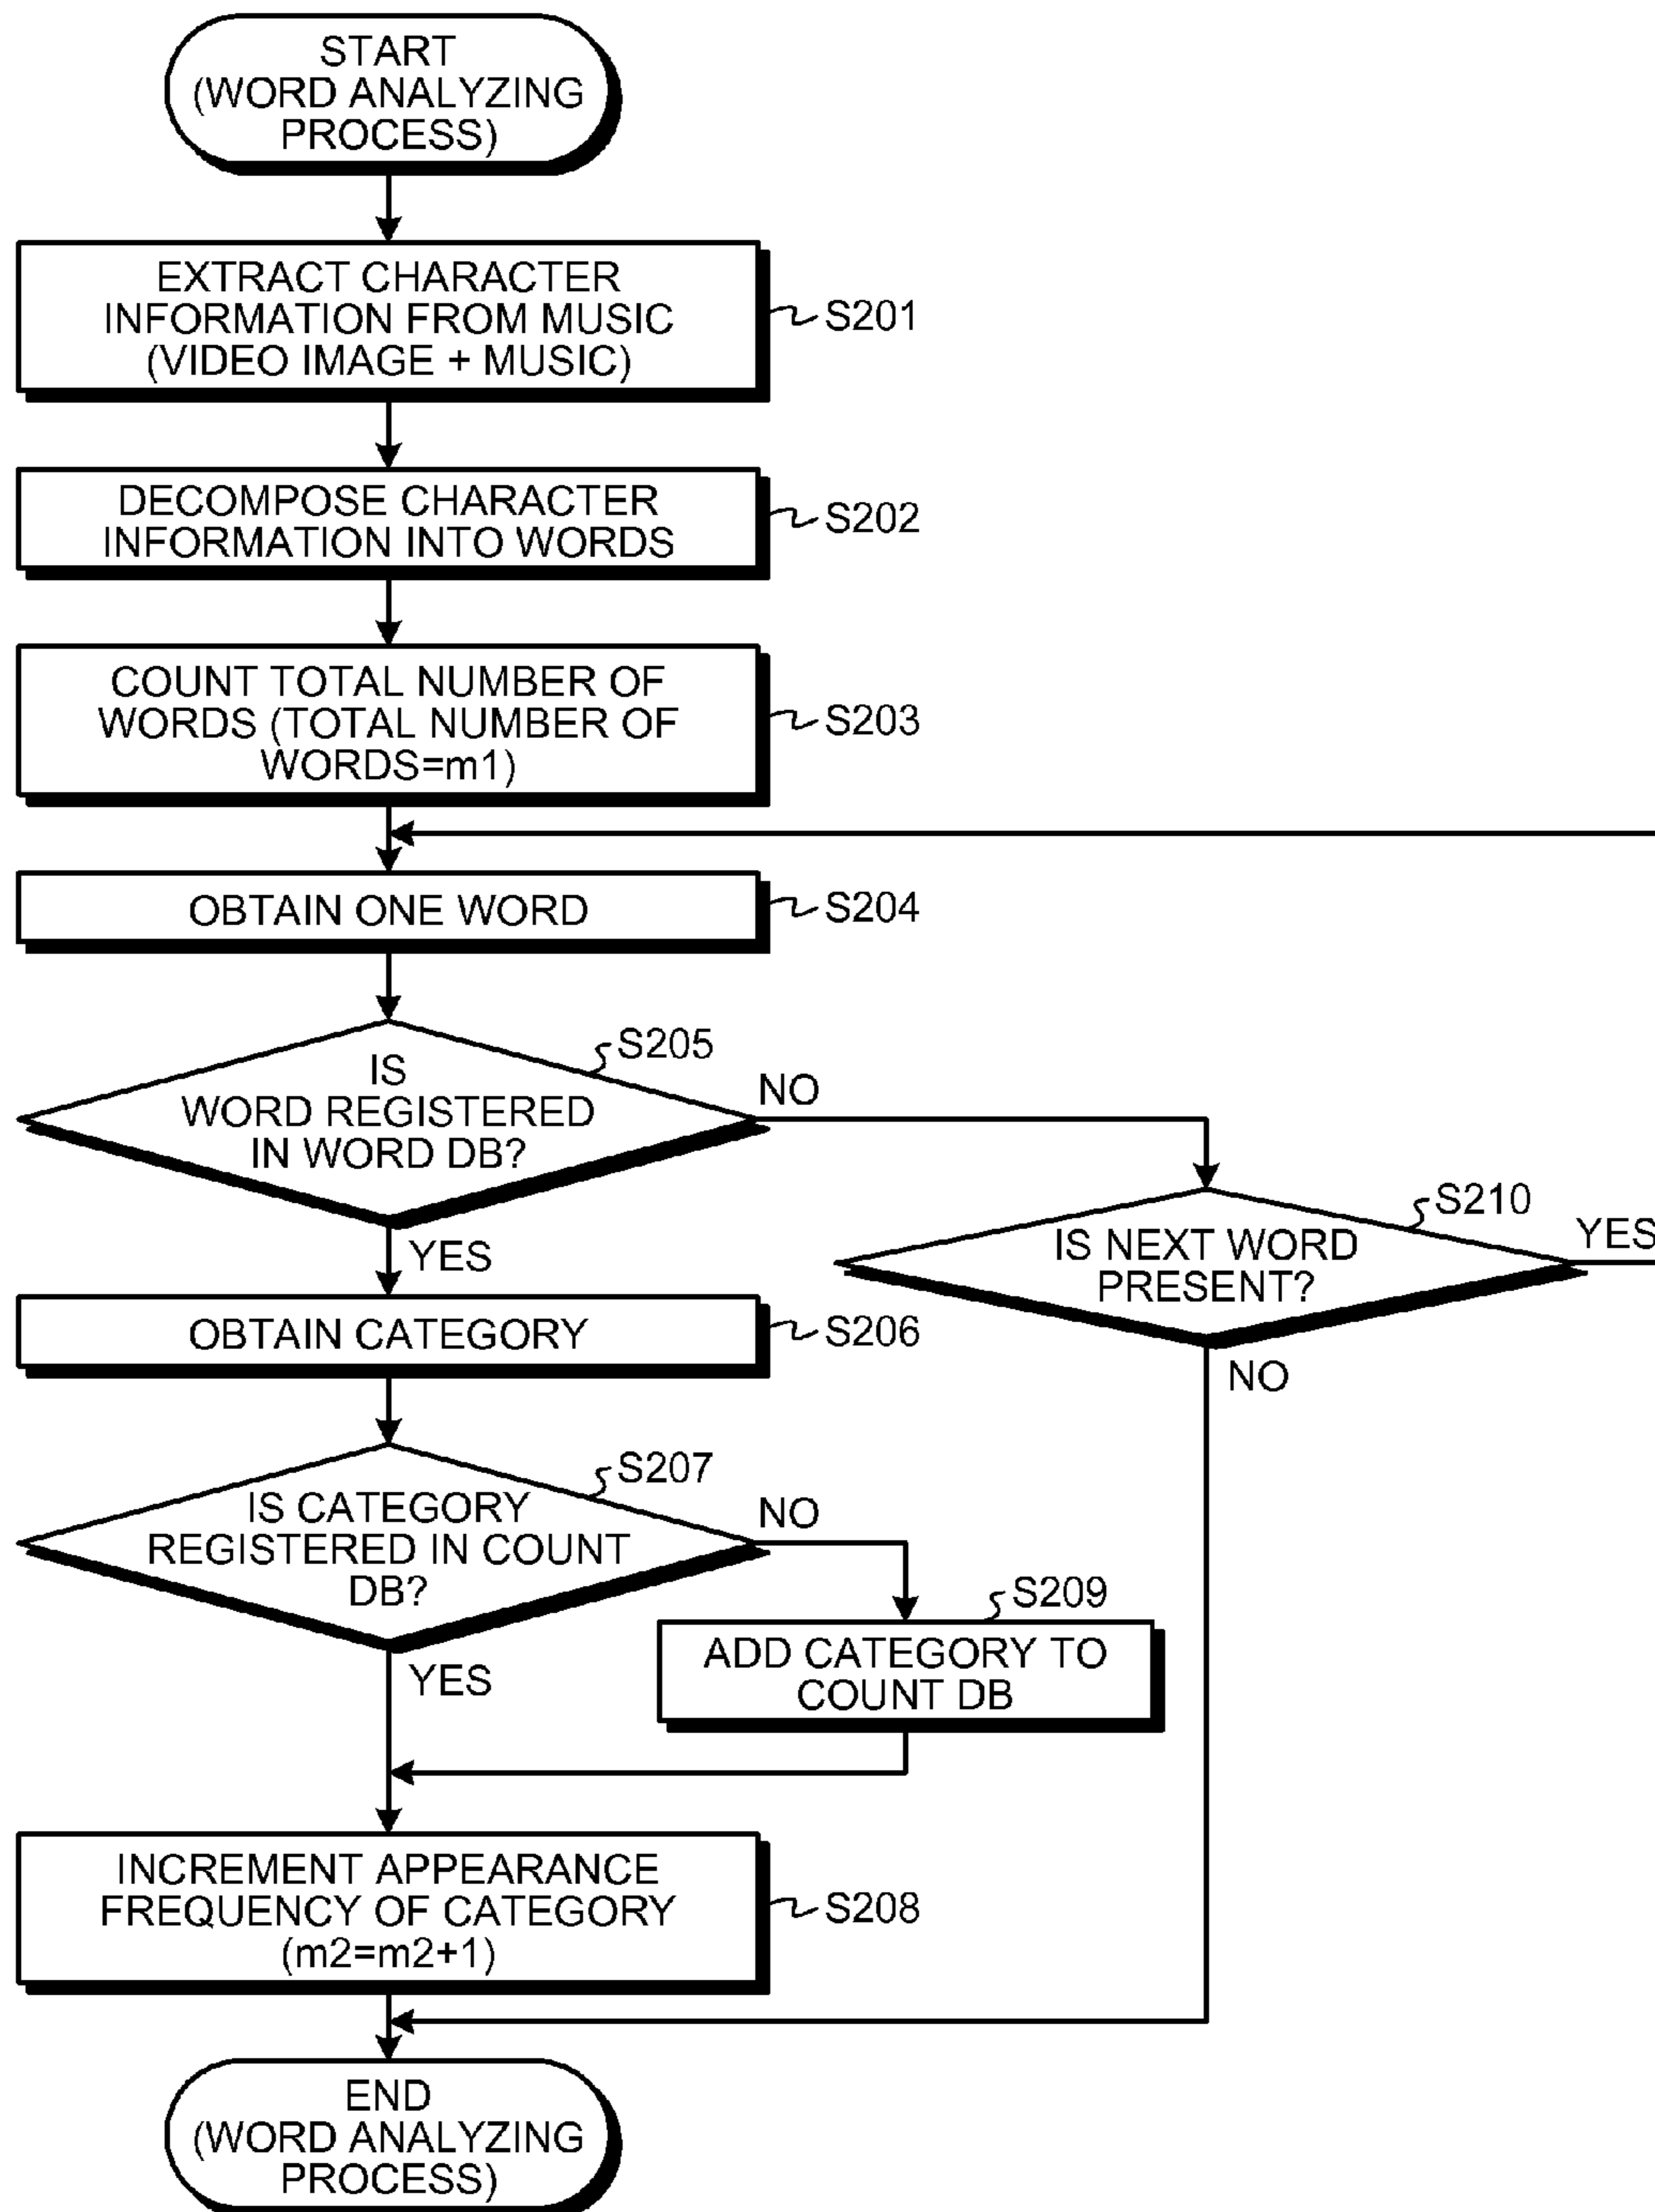 START
(WORD ANALYZING
PROCESS)
EXTRACT CHARACTER
INFORMATION FROM MUSIC
(VIDEO IMAGE + MUSIC)
S201
DECOMPOSE CHARACTER
INFORMATION INTO WORDS
S202
COUNT TOTAL NUMBER OF
WORDS (TOTAL NUMBER OF
WORDS=m1)
S203
OBTAIN ONE WORD
S204
IS
WORD REGISTERED
IN WORD DB?
S205
NO
YES
IS NEXT WORD
PRESENT?
S210
YES
NO
OBTAIN CATEGORY
S206
IS CATEGORY
REGISTERED IN COUNT
DB?
S207
NO
YES
ADD CATEGORY TO
COUNT DB
S209
INCREMENT APPEARANCE
FREQUENCY OF CATEGORY
(m2=m2+1)
S208
END
(WORD ANALYZING
PROCESS)